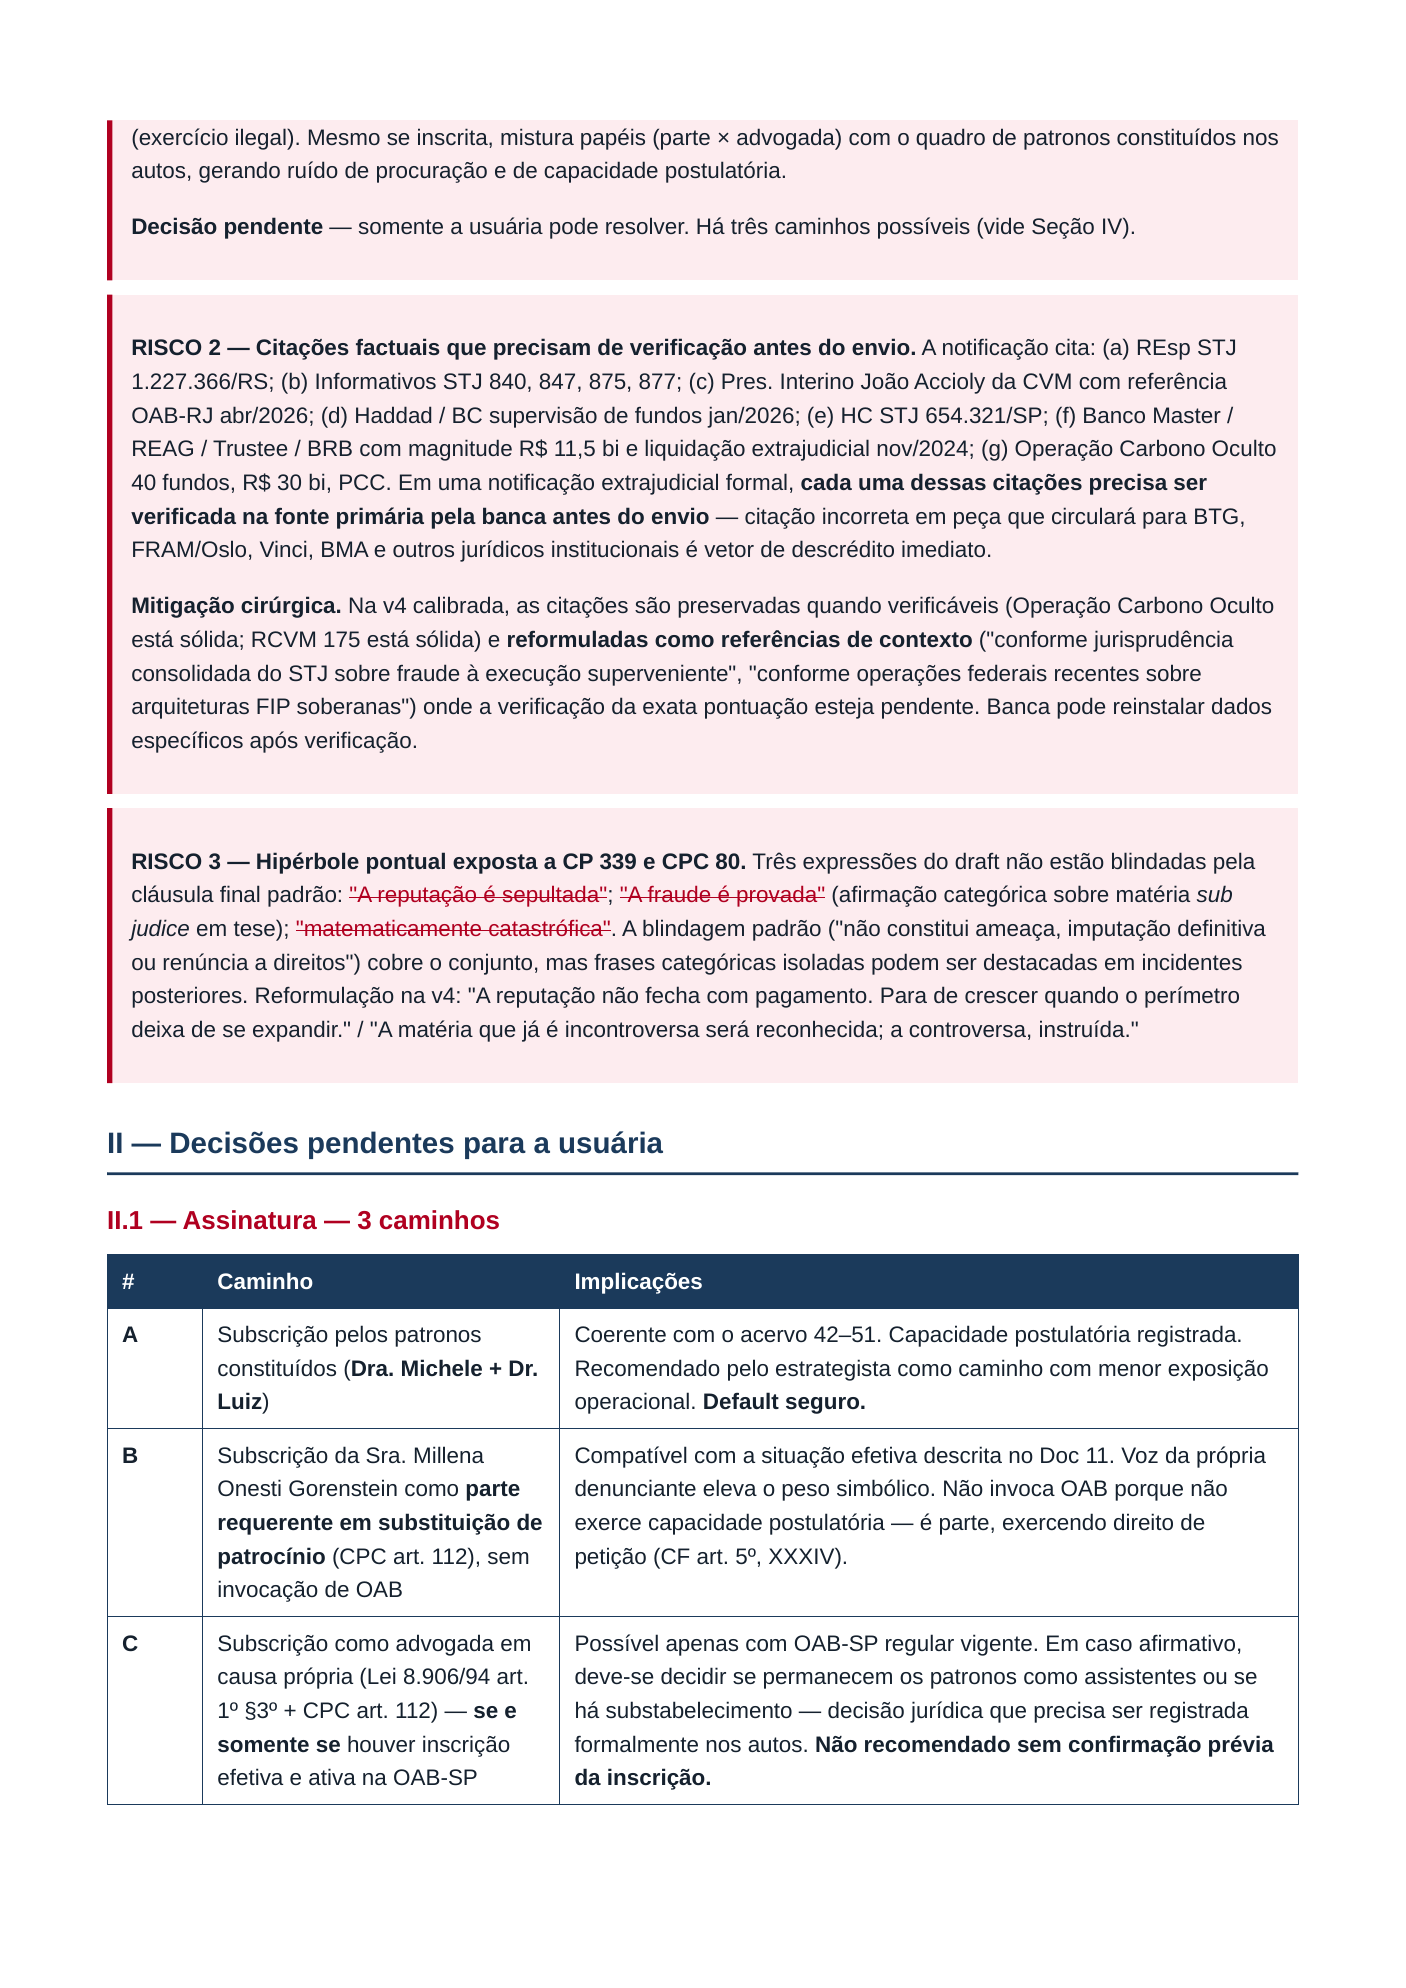 (exercício ilegal). Mesmo se inscrita, mistura papéis (parte × advogada) com o quadro de patronos constituídos nos
autos, gerando ruído de procuração e de capacidade postulatória.
Decisão pendente — somente a usuária pode resolver. Há três caminhos possíveis (vide Seção IV).
RISCO 2 — Citações factuais que precisam de verificação antes do envio. A notificação cita: (a) REsp STJ
1.227.366/RS; (b) Informativos STJ 840, 847, 875, 877; (c) Pres. Interino João Accioly da CVM com referência
OAB-RJ abr/2026; (d) Haddad / BC supervisão de fundos jan/2026; (e) HC STJ 654.321/SP; (f) Banco Master /
REAG / Trustee / BRB com magnitude R$ 11,5 bi e liquidação extrajudicial nov/2024; (g) Operação Carbono Oculto
40 fundos, R$ 30 bi, PCC. Em uma notificação extrajudicial formal, cada uma dessas citações precisa ser
verificada na fonte primária pela banca antes do envio — citação incorreta em peça que circulará para BTG,
FRAM/Oslo, Vinci, BMA e outros jurídicos institucionais é vetor de descrédito imediato.
Mitigação cirúrgica. Na v4 calibrada, as citações são preservadas quando verificáveis (Operação Carbono Oculto
está sólida; RCVM 175 está sólida) e reformuladas como referências de contexto ("conforme jurisprudência
consolidada do STJ sobre fraude à execução superveniente", "conforme operações federais recentes sobre
arquiteturas FIP soberanas") onde a verificação da exata pontuação esteja pendente. Banca pode reinstalar dados
específicos após verificação.
RISCO 3 — Hipérbole pontual exposta a CP 339 e CPC 80. Três expressões do draft não estão blindadas pela
cláusula final padrão: "A reputação é sepultada"; "A fraude é provada" (afirmação categórica sobre matéria sub
judice em tese); "matematicamente catastrófica". A blindagem padrão ("não constitui ameaça, imputação definitiva
ou renúncia a direitos") cobre o conjunto, mas frases categóricas isoladas podem ser destacadas em incidentes
posteriores. Reformulação na v4: "A reputação não fecha com pagamento. Para de crescer quando o perímetro
deixa de se expandir." / "A matéria que já é incontroversa será reconhecida; a controversa, instruída."
II — Decisões pendentes para a usuária
II.1 — Assinatura — 3 caminhos
# Caminho Implicações
A
Subscrição pelos patronos
constituídos (Dra. Michele + Dr.
Luiz)
Coerente com o acervo 42–51. Capacidade postulatória registrada.
Recomendado pelo estrategista como caminho com menor exposição
operacional. Default seguro.
B
Subscrição da Sra. Millena
Onesti Gorenstein como parte
requerente em substituição de
patrocínio (CPC art. 112), sem
invocação de OAB
Compatível com a situação efetiva descrita no Doc 11. Voz da própria
denunciante eleva o peso simbólico. Não invoca OAB porque não
exerce capacidade postulatória — é parte, exercendo direito de
petição (CF art. 5º, XXXIV).
C
Subscrição como advogada em
causa própria (Lei 8.906/94 art.
1º §3º + CPC art. 112) — se e
somente se houver inscrição
efetiva e ativa na OAB-SP
Possível apenas com OAB-SP regular vigente. Em caso afirmativo,
deve-se decidir se permanecem os patronos como assistentes ou se
há substabelecimento — decisão jurídica que precisa ser registrada
formalmente nos autos. Não recomendado sem confirmação prévia
da inscrição.